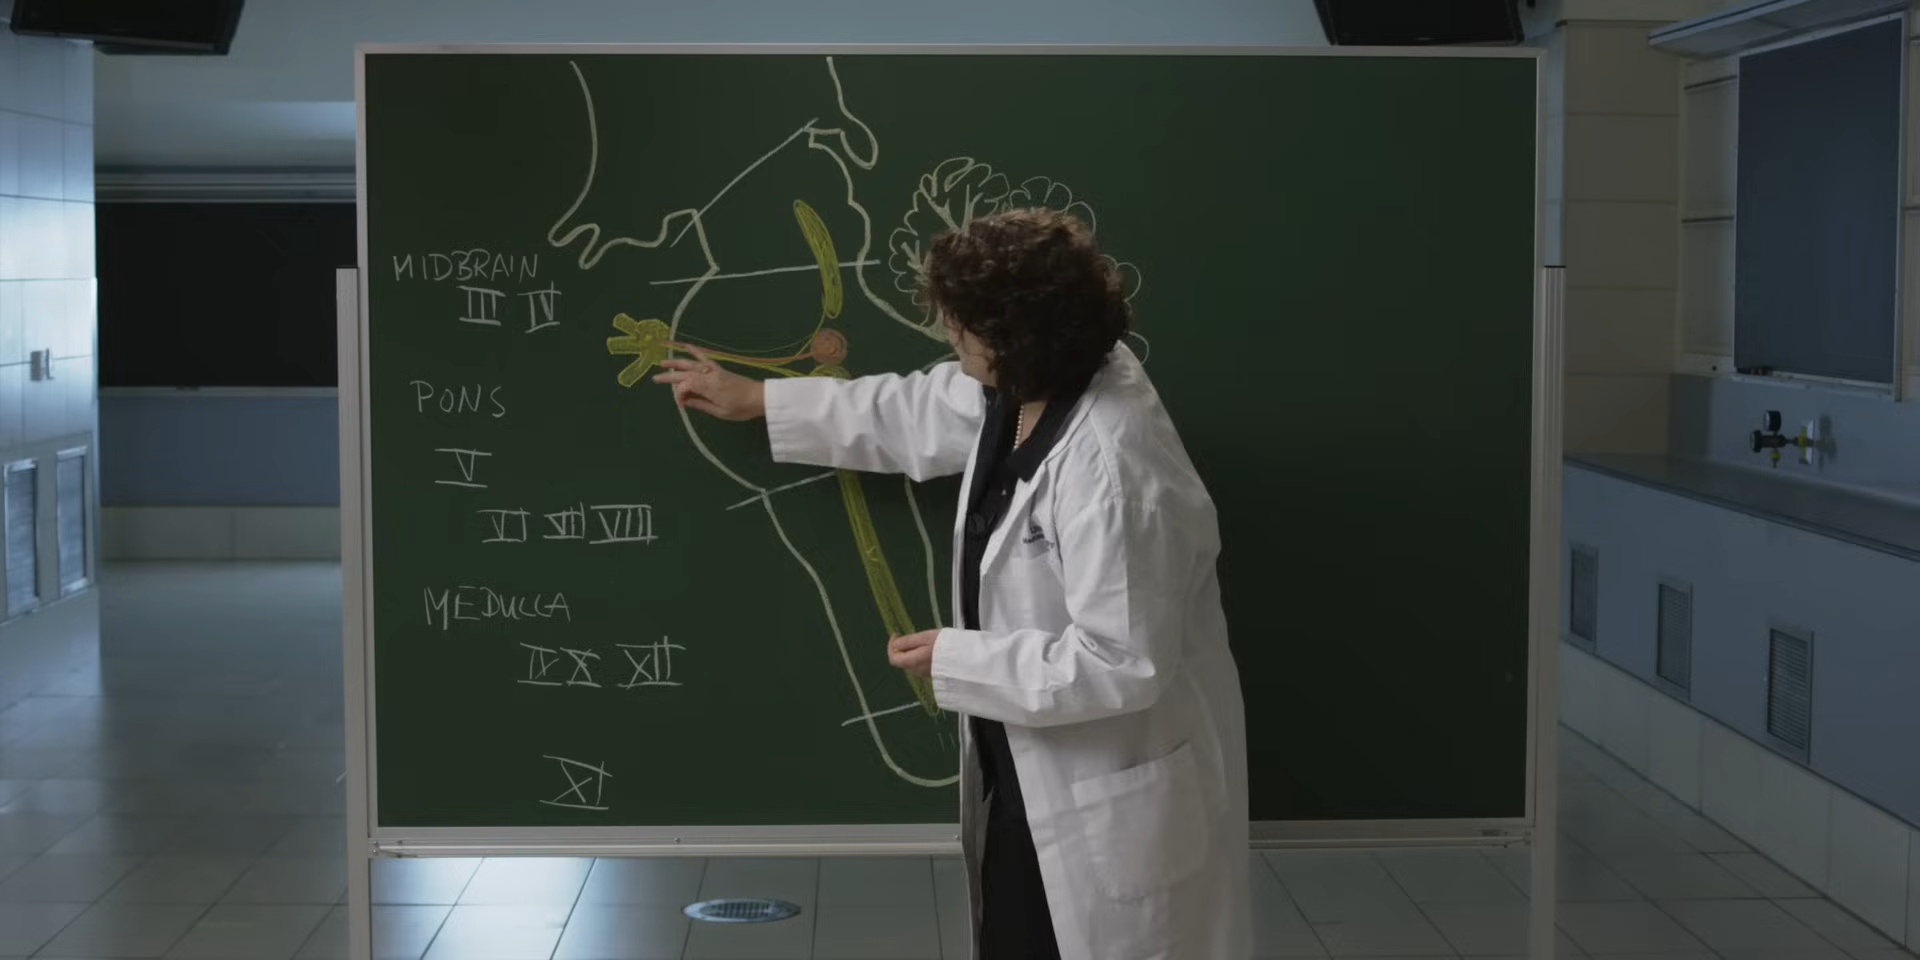 MIDBRAIN
III IV
PONS
V
VI VII VIII
MEDULLA
IX X XII
XI